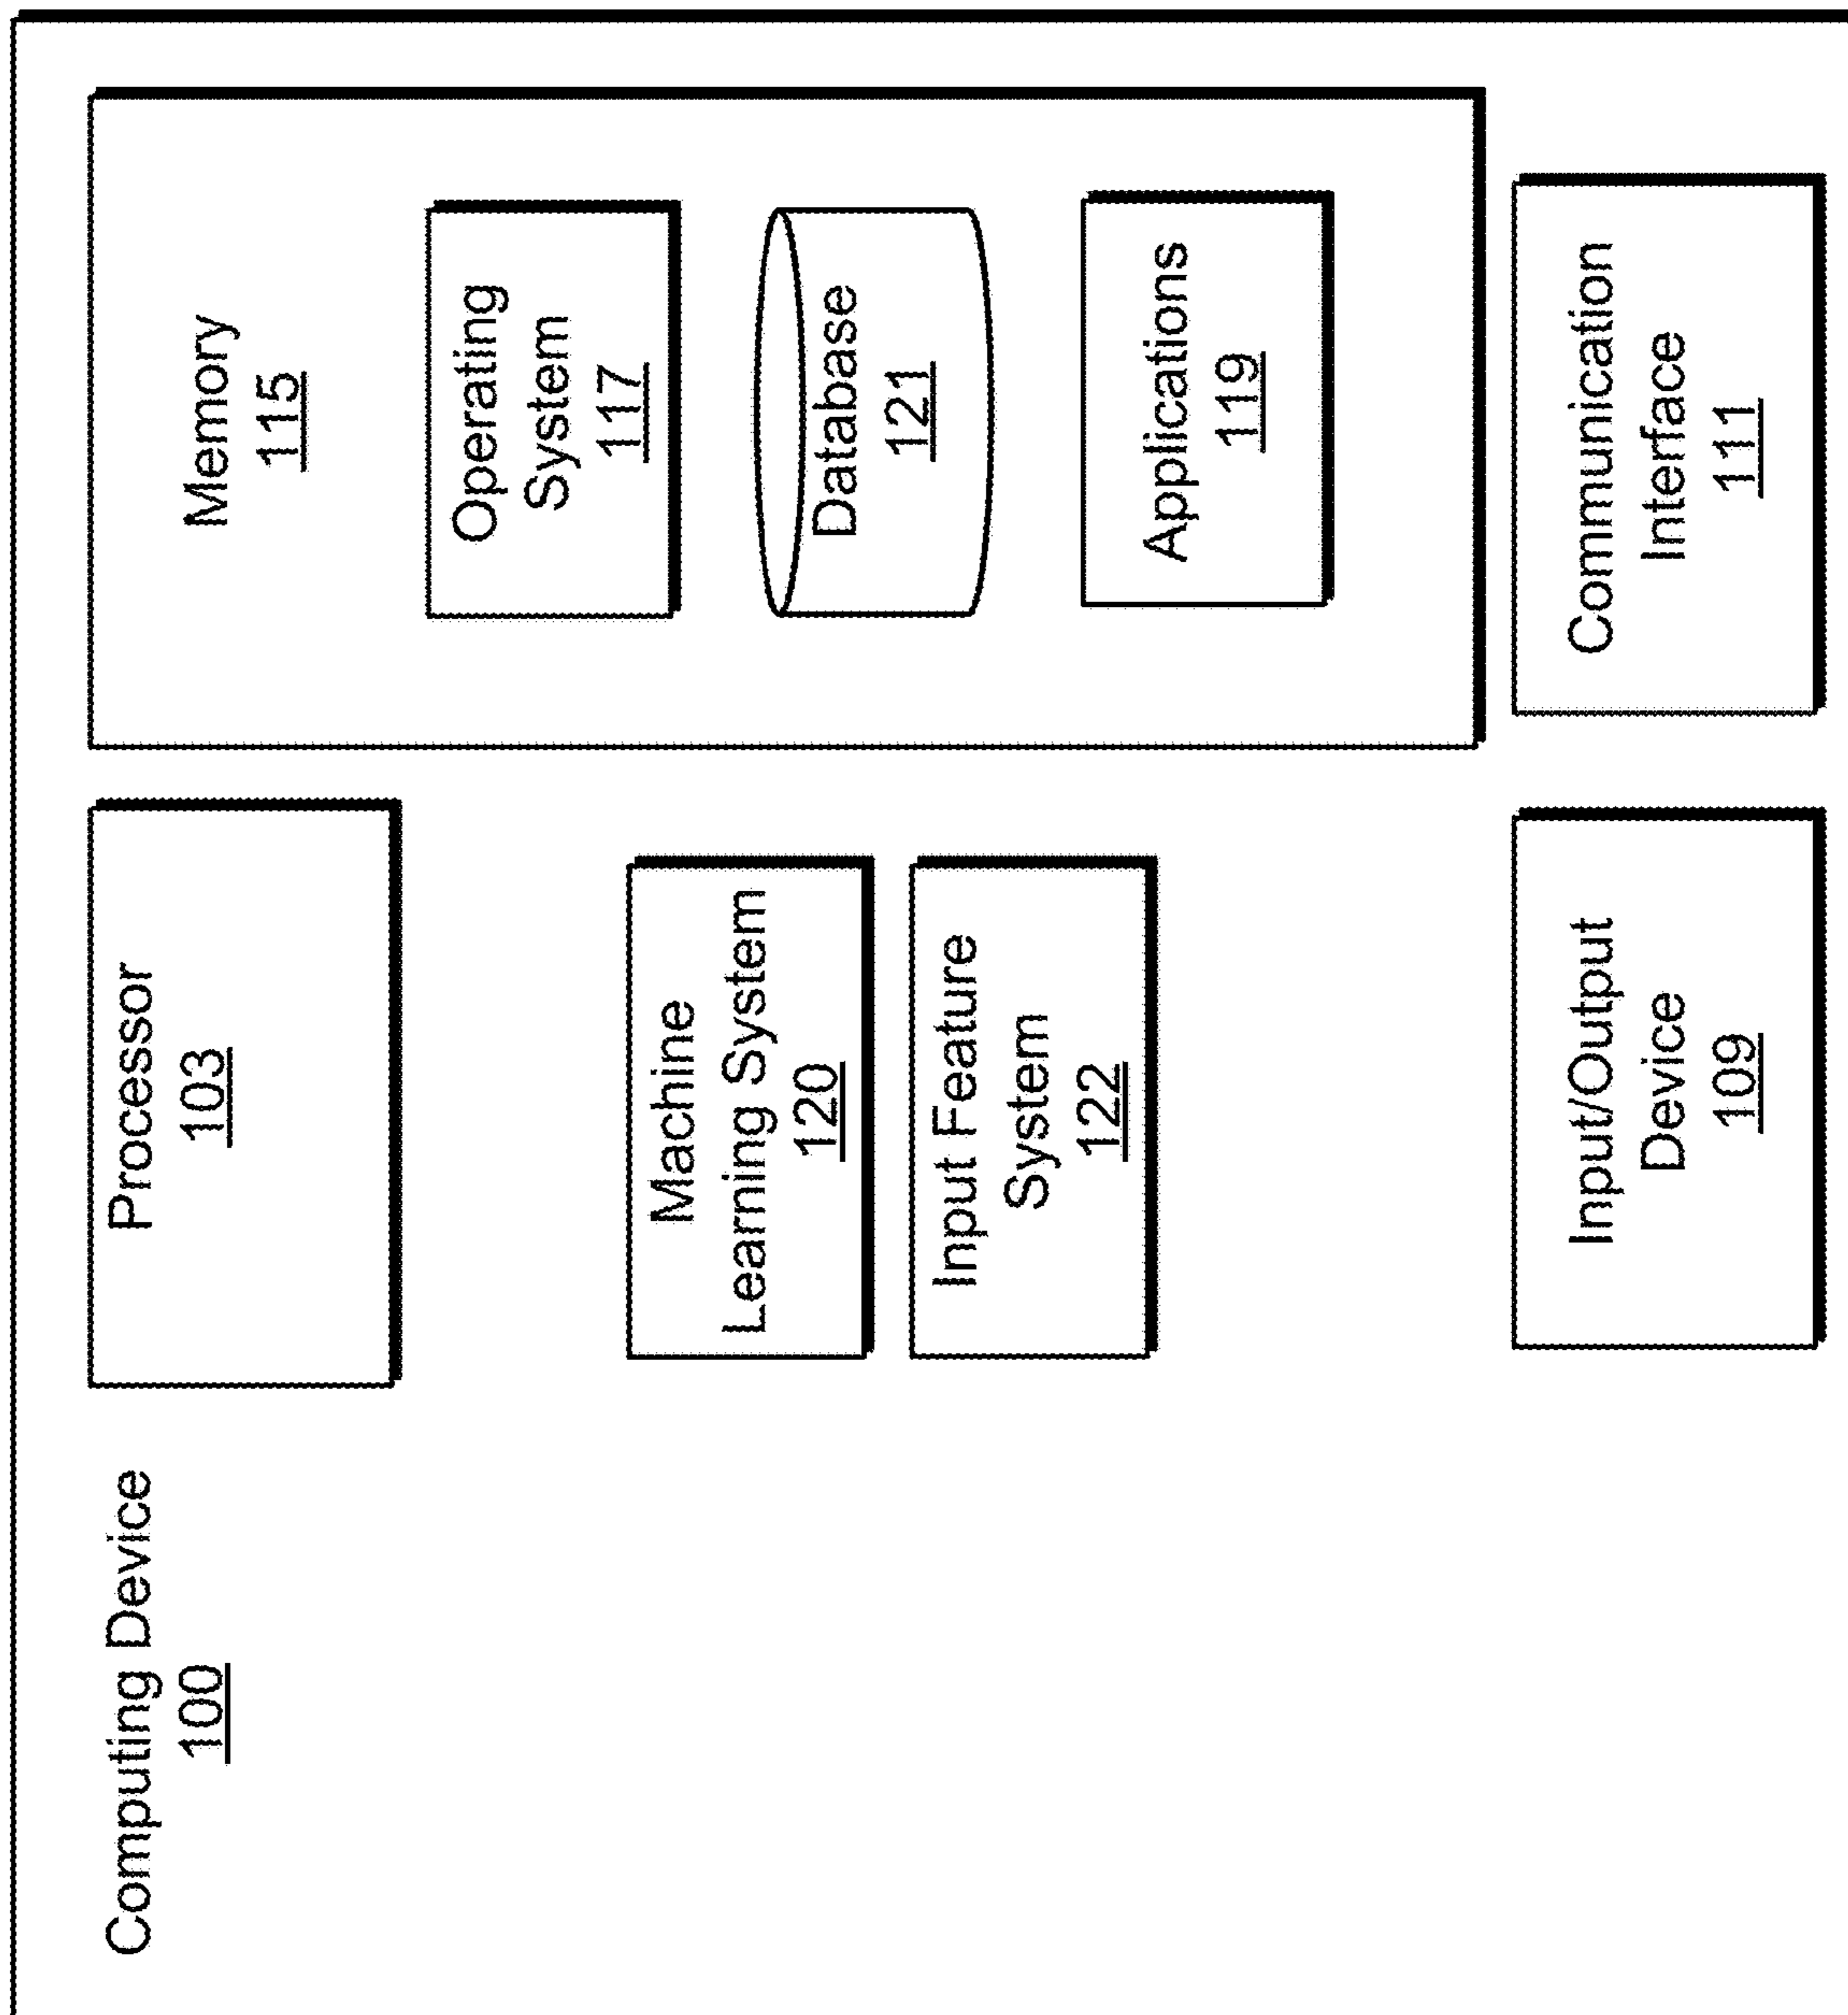 Computing Device
100
Processor
103
Memory
115
Operating
System
117
Machine
Learning System
120
Database
121
Input Feature
System
122
Applications
119
Input/Output
Device
109
Communication
Interface
111